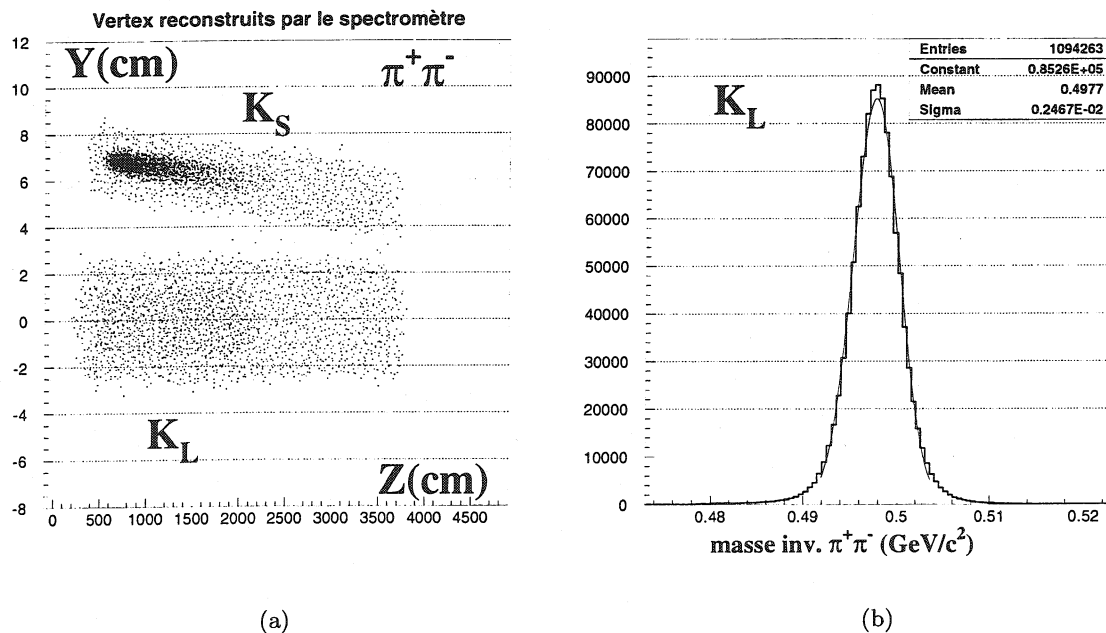 Vertex reconstruits par le spectromètre
12
10
8
6
4
2
0
-2
-4
-6
-8
Y(cm)
π⁺π⁻
K_S
K_L
Z(cm)
0 500 1000 1500 2000 2500 3000 3500 4000 4500
(a)
Entries 1094263
Constant 0.8526E+05
Mean 0.4977
Sigma 0.2467E-02
K_L
90000
80000
70000
60000
50000
40000
30000
20000
10000
0
0.48 0.49 0.5 0.51 0.52
masse inv. π⁺π⁻ (GeV/c²)
(b)